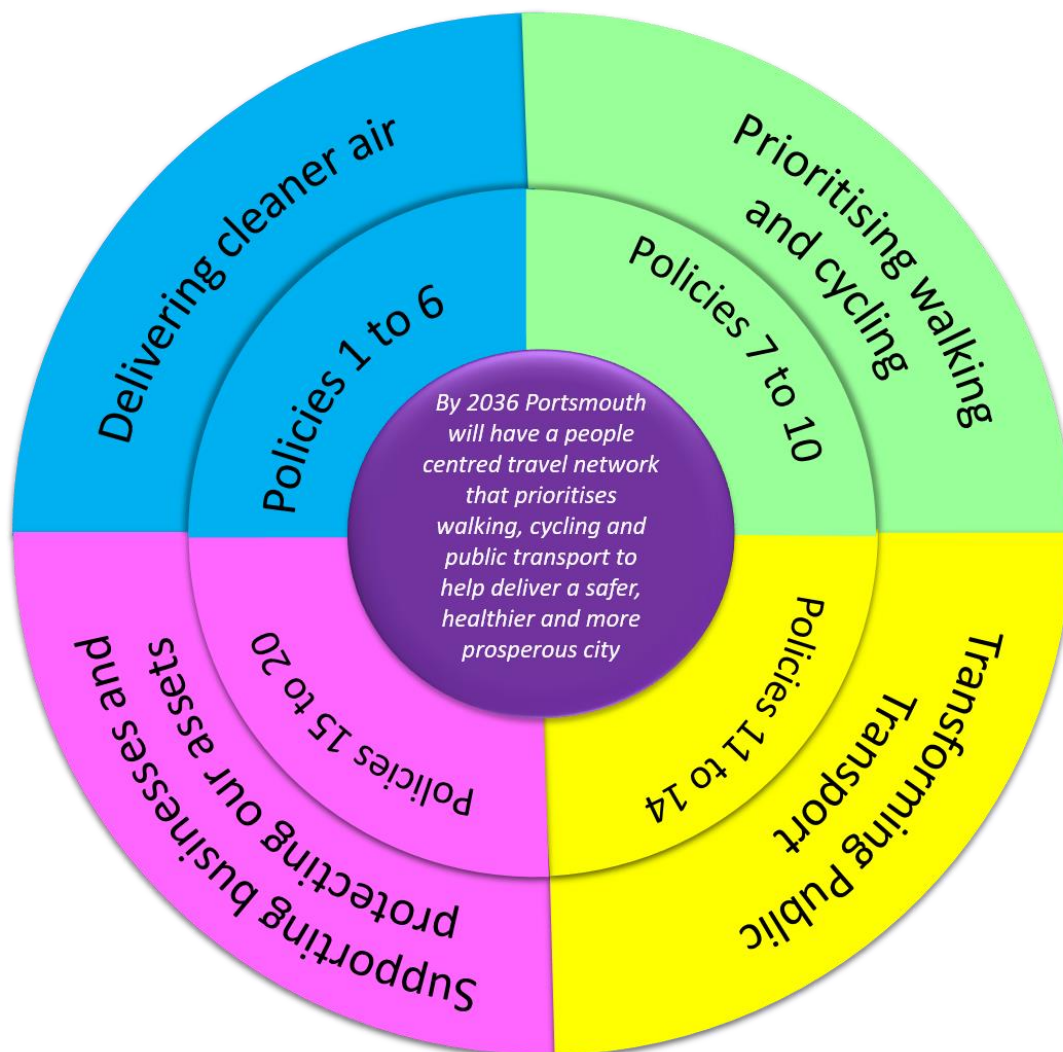 Delivering cleaner air
Policies 1 to 6
Prioritising walking
and cycling
Policies 7 to 10
By 2036 Portsmouth
will have a people
centred travel network
that prioritises
walking, cycling and
public transport to
help deliver a safer,
healthier and more
prosperous city
Transforming Public
Transport
Policies 11 to 14
Supporting businesses and
protecting our assets
Policies 15 to 20